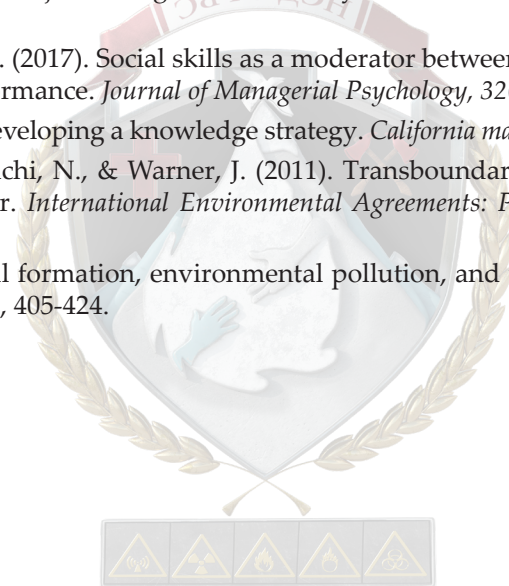 . (2017). Social skills as a moderator between
rmance. Journal of Managerial Psychology, 32
eveloping a knowledge strategy. California ma
chi, N., & Warner, J. (2011). Transboundar
r. International Environmental Agreements: P
l formation, environmental pollution, and
, 405-424.